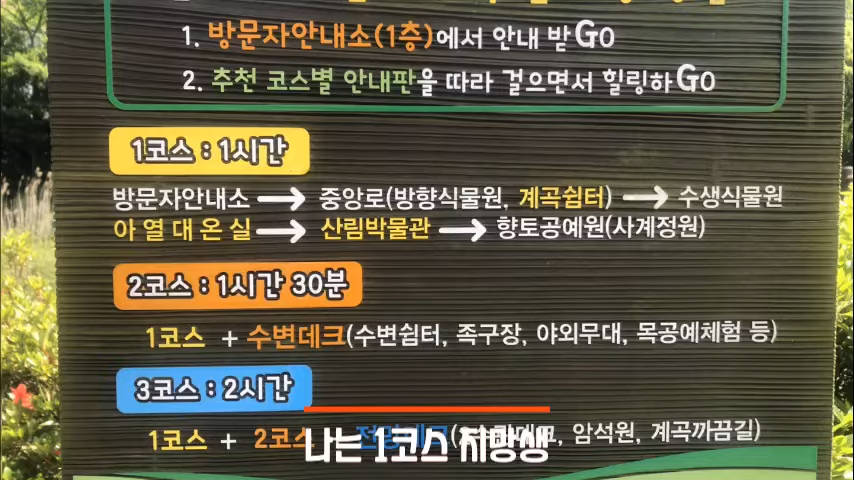 1. 방문자안내소(1층)에서 안내 받GO
2. 추천 코스별 안내판을 따라 걸으면서 힐링하GO
1코스 : 1시간
방문자안내소 → 중앙로(방향식물원, 계곡쉼터) → 수생식물원
아 열 대 온 실 → 산림박물관 → 향토공예원(사계정원)
2코스 : 1시간 30분
1코스 + 수변데크(수변쉼터, 족구장, 야외무대, 목공예체험 등)
3코스 : 2시간
1코스 + 2코스 암석원, 계곡까끔길)
나는 1코스 지망생